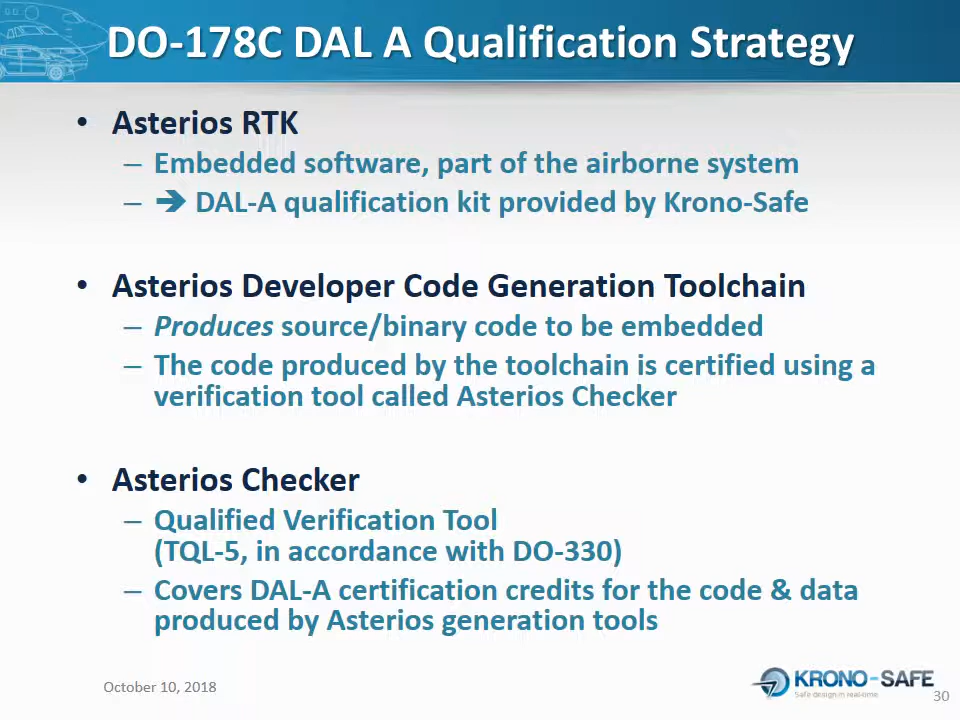 DO-178C DAL A Qualification Strategy
• Asterios RTK
– Embedded software, part of the airborne system
– ➔ DAL-A qualification kit provided by Krono-Safe
• Asterios Developer Code Generation Toolchain
– Produces source/binary code to be embedded
– The code produced by the toolchain is certified using a
verification tool called Asterios Checker
• Asterios Checker
– Qualified Verification Tool
(TQL-5, in accordance with DO-330)
– Covers DAL-A certification credits for the code & data
produced by Asterios generation tools
October 10, 2018
KRONO-SAFE
Safe design in real-time
30